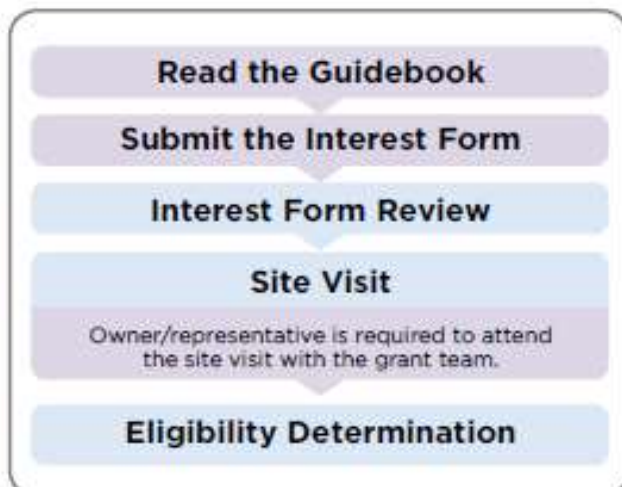 Read the Guidebook
Submit the Interest Form
Interest Form Review
Site Visit
Owner/representative is required to attend
the site visit with the grant team.
Eligibility Determination